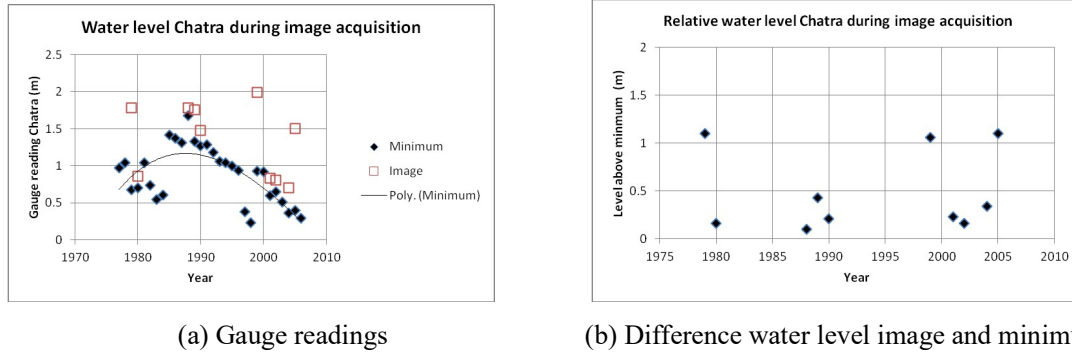 Water level Chatra during image acquisition
2.5
2
1.5
1
0.5
0
Gauge reading Chatra (m)
1970 1980 1990 2000 2010
Year
Minimum
Image
Poly. (Minimum)
(a) Gauge readings
Relative water level Chatra during image acquisition
2
1.5
1
0.5
0
Level above minmum (m)
1975 1980 1985 1990 1995 2000 2005 2010
Year
(b) Difference water level image and minim